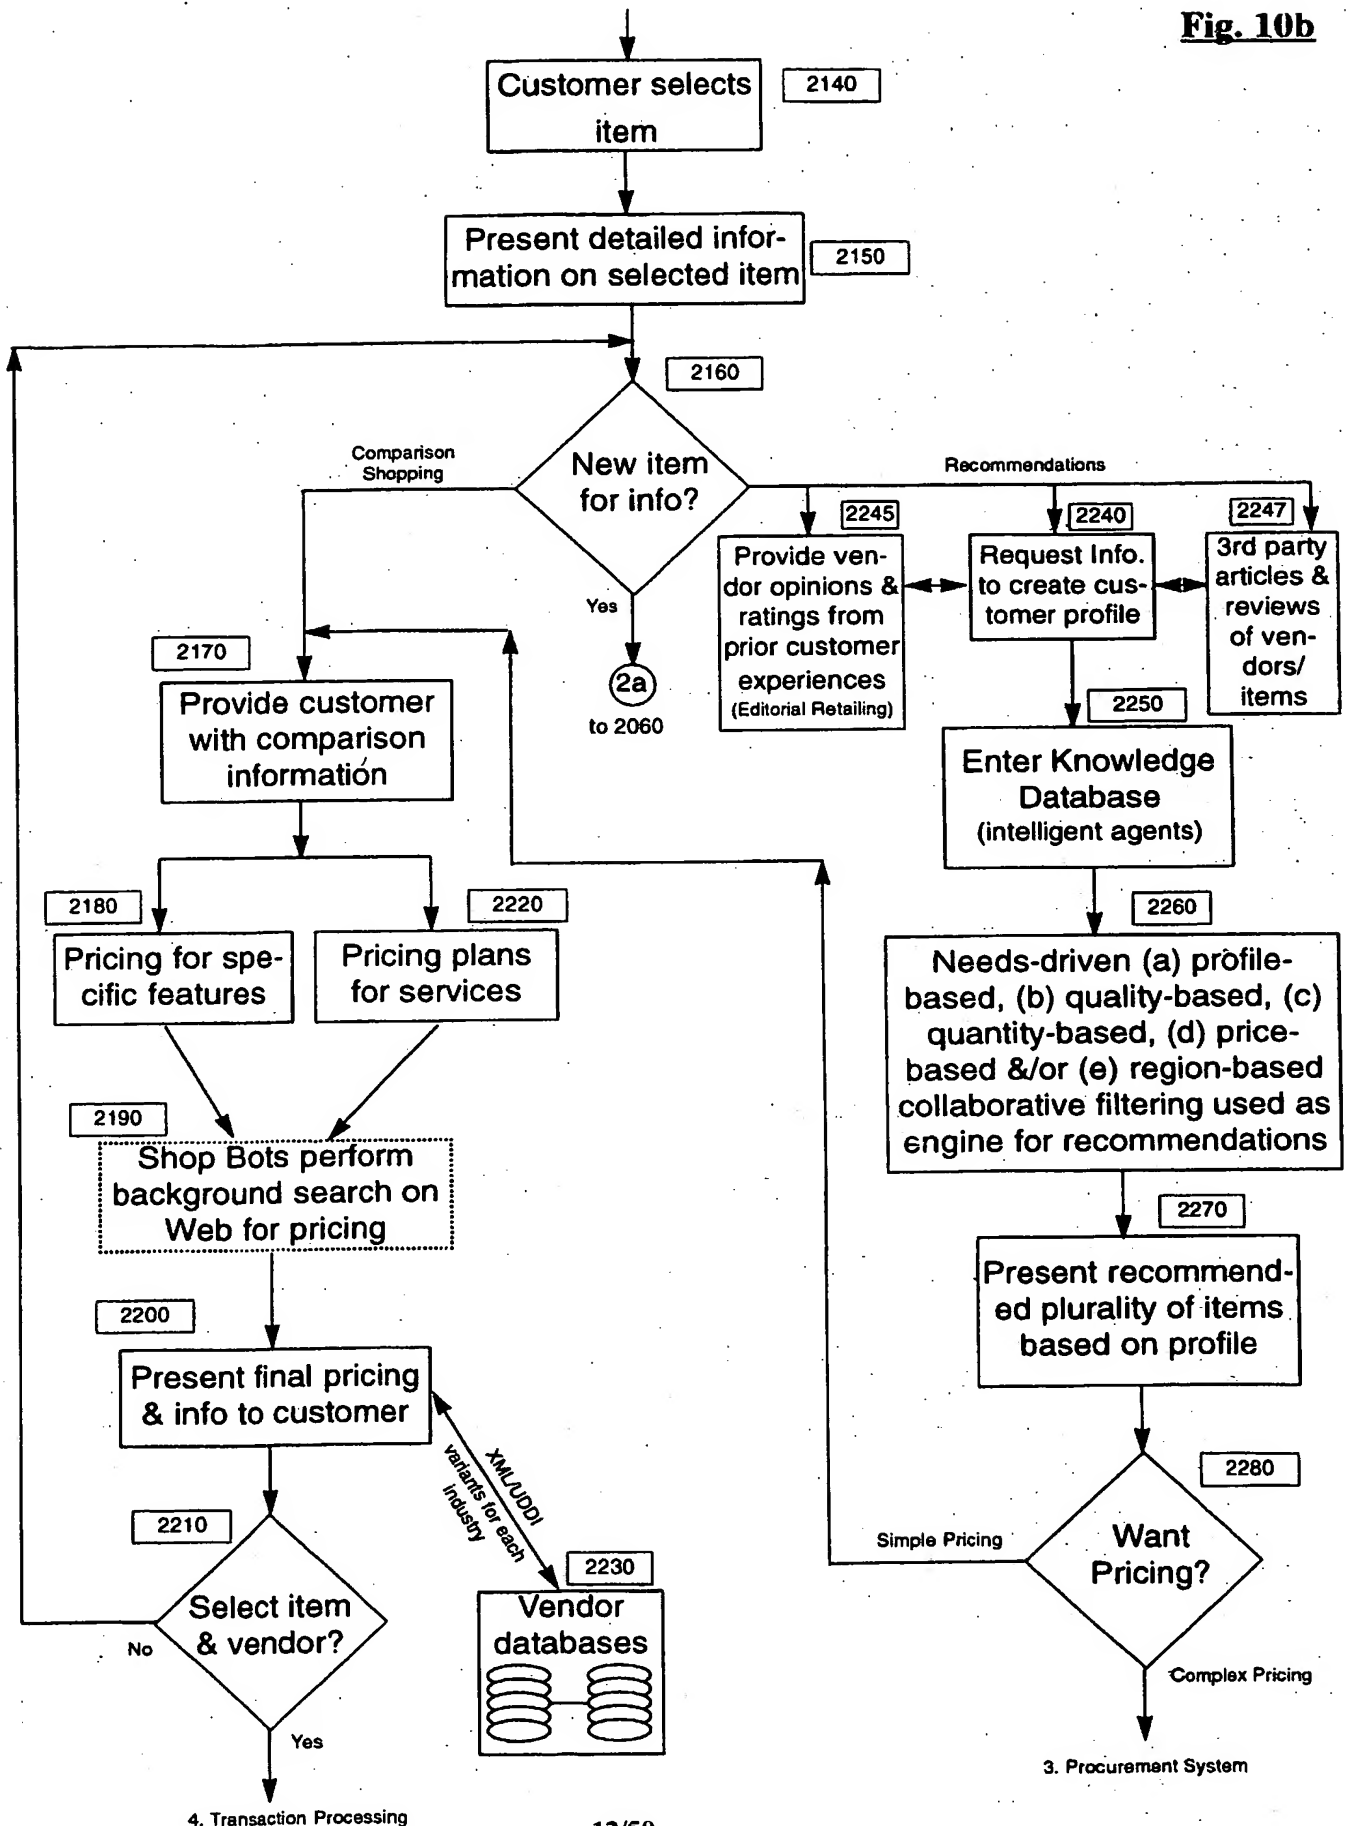 Fig. 10b
Customer selects
item
2140
Present detailed infor-
mation on selected item
2150
2160
New item
for info?
Comparison
Shopping
Recommendations
Yes
2a
to 2060
2245
Provide ven-
dor opinions &
ratings from
prior customer
experiences
(Editorial Retailing)
2240
Request Info.
to create cus-
tomer profile
2247
3rd party
articles &
reviews
of ven-
dors/
items
2170
Provide customer
with comparison
information
2250
Enter Knowledge
Database
(intelligent agents)
2180
Pricing for spe-
cific features
2220
Pricing plans
for services
2260
Needs-driven (a) profile-
based, (b) quality-based, (c)
quantity-based, (d) price-
based &/or (e) region-based
collaborative filtering used as
engine for recommendations
2190
Shop Bots perform
background search on
Web for pricing
2270
Present recommend-
ed plurality of items
based on profile
2200
Present final pricing
& info to customer
XML/UDDI
variants for each
industry
2280
Want
Pricing?
Simple Pricing
Complex Pricing
3. Procurement System
2210
Select item
& vendor?
No
Yes
4. Transaction Processing
2230
Vendor
databases